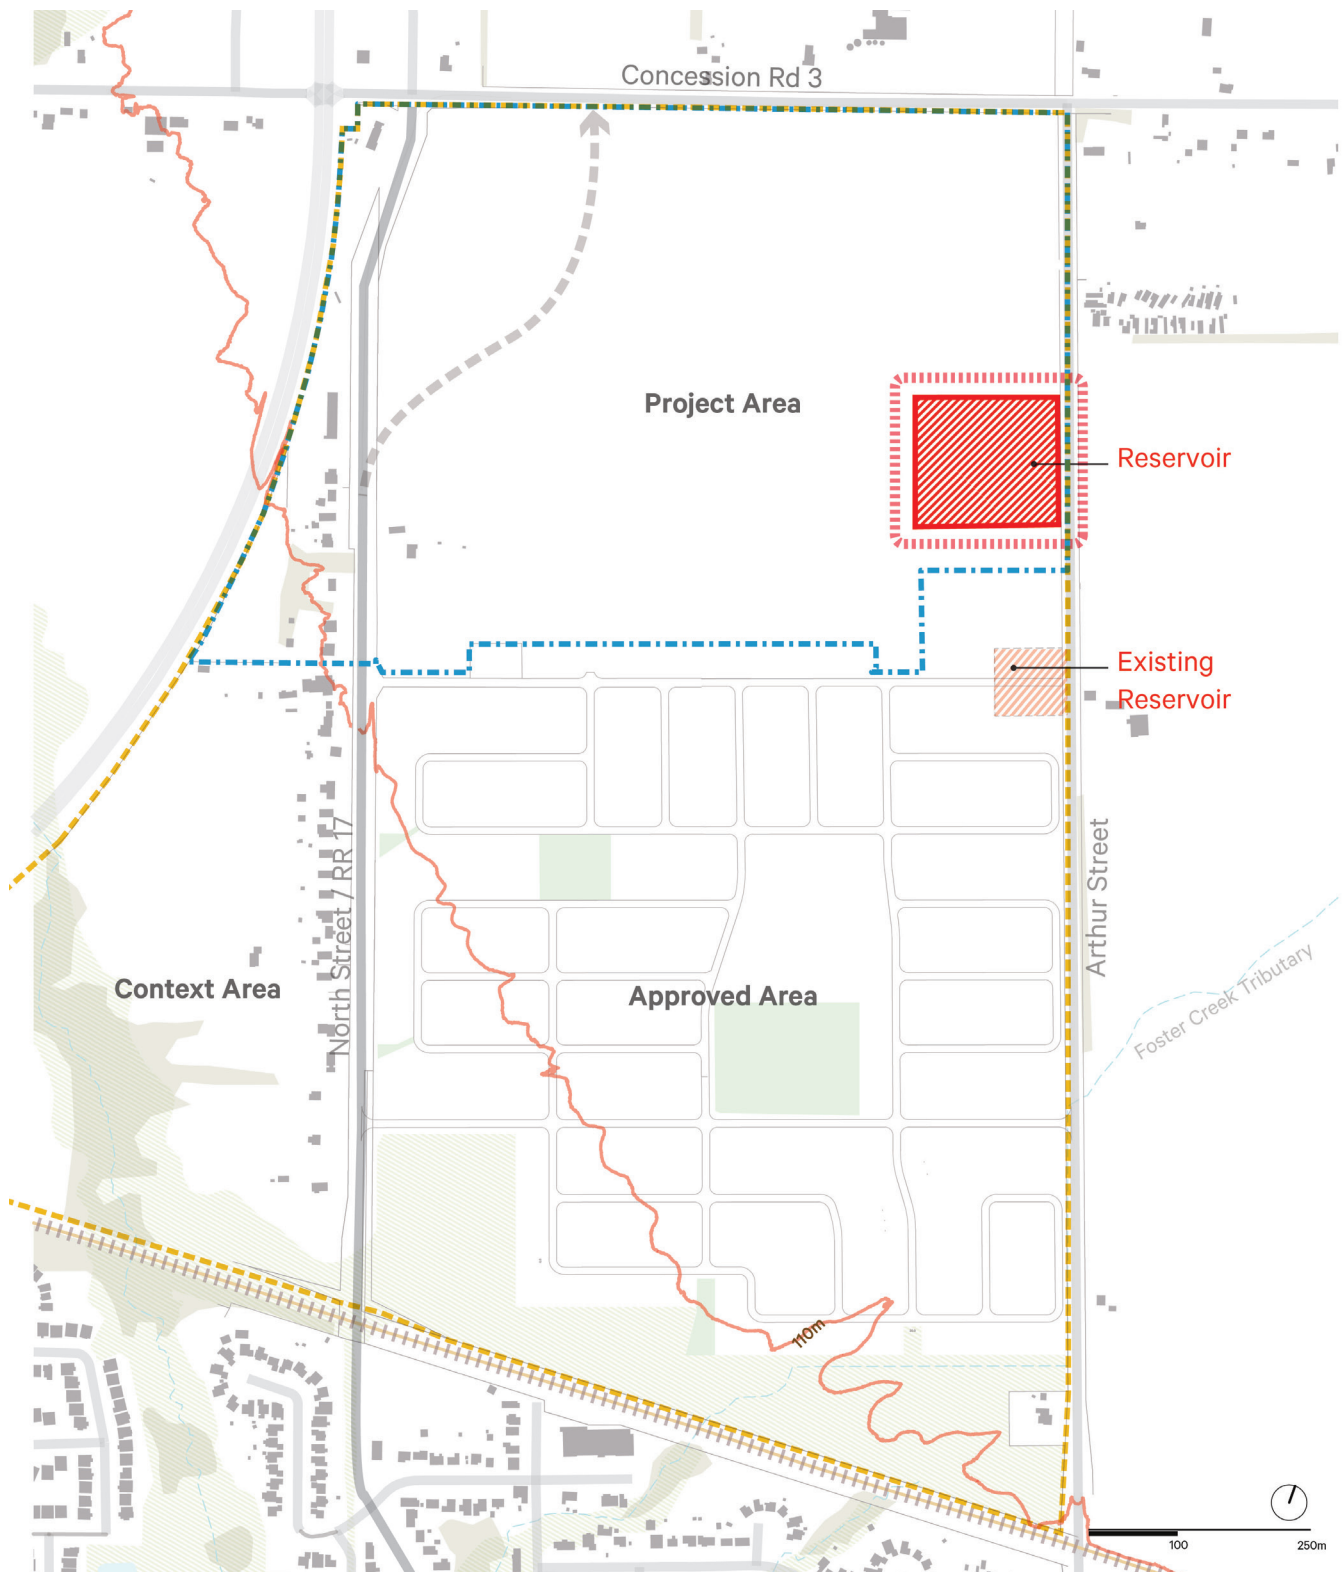 Concession Rd 3
Project Area
Reservoir
Existing
Reservoir
North Street / RR 17
Arthur Street
Foster Creek Tributary
Context Area
Approved Area
110m
100
250m